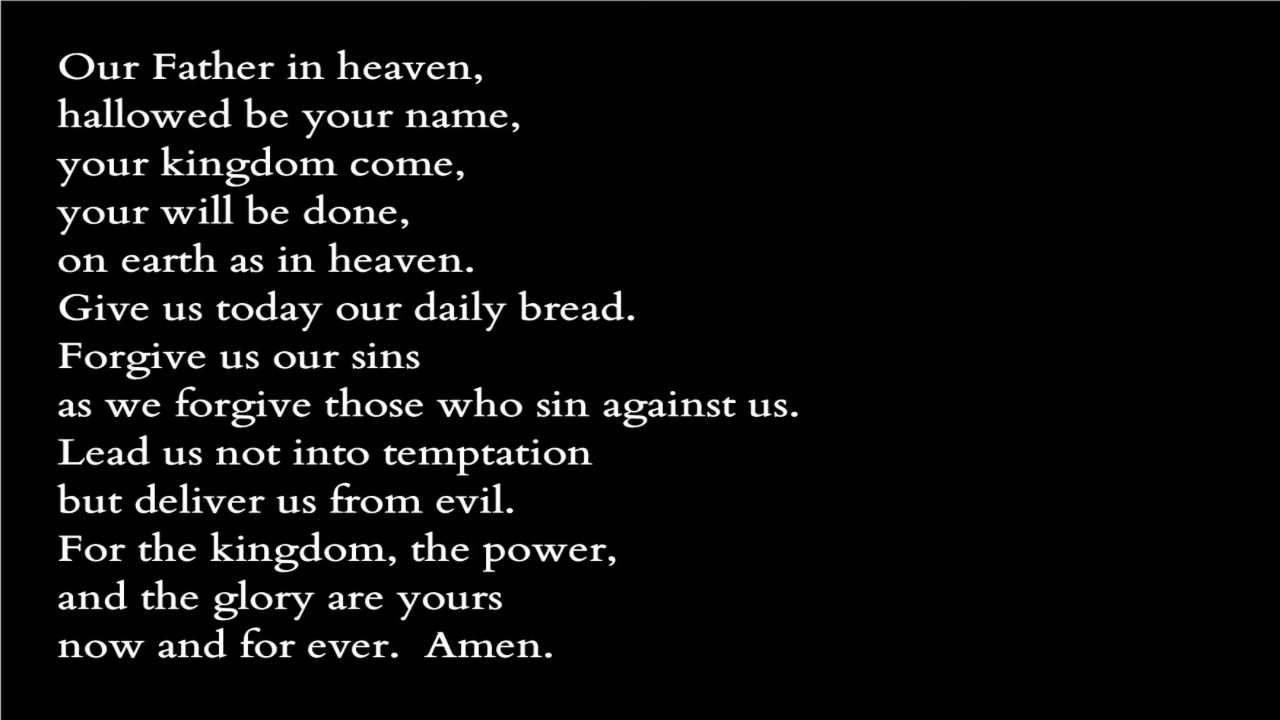 Our Father in heaven,
hallowed be your name,
your kingdom come,
your will be done,
on earth as in heaven.
Give us today our daily bread.
Forgive us our sins
as we forgive those who sin against us.
Lead us not into temptation
but deliver us from evil.
For the kingdom, the power,
and the glory are yours
now and for ever.  Amen.